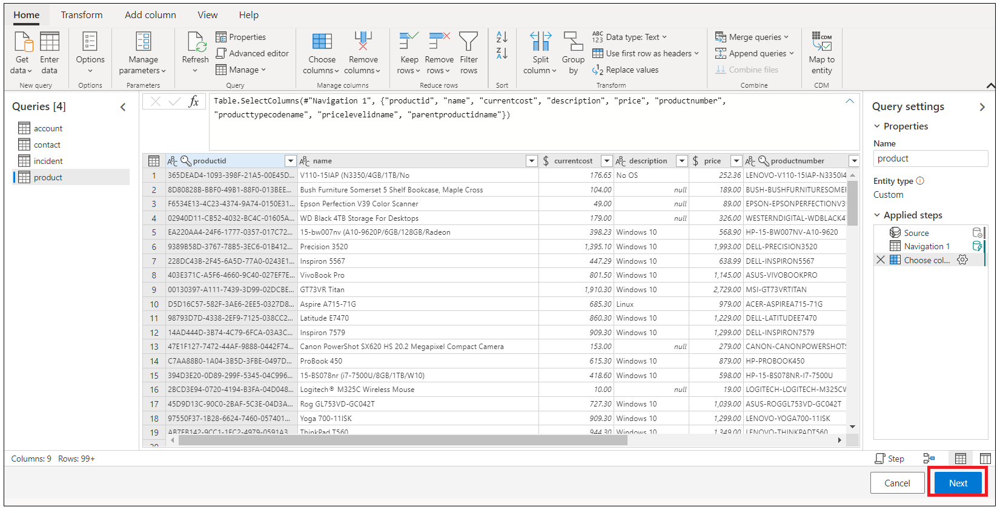 Home Transform Add column View Help
Get data Enter data Options Manage parameters Refresh Properties Advanced editor Manage Choose columns Remove columns Keep rows Remove rows Filter rows A Z Z A Split column Group by ABC 123 Data type: Text Use first row as headers 1 2 Replace values Merge queries Append queries Combine files CDM Map to entity
New query Options Parameters Query Manage columns Reduce rows Sort Transform Combine CDM
Queries [4]
account
contact
incident
product
fx Table.SelectColumns(#"Navigation 1", {"productid", "name", "currentcost", "description", "price", "productnumber",
"producttypecodename", "pricelevelidname", "parentproductidname"})
ABC productid ABC name $ currentcost ABC description $ price ABC productnumber
1 365DEAD4-1093-398F-21A5-00E45D... V110-15IAP (N3350/4GB/1TB/No 176.65 No OS 252.36 LENOVO-V110-15IAP-N3350I4
2 8D80828B-BBF0-49B1-88F0-013BEE... Bush Furniture Somerset 5 Shelf Bookcase, Maple Cross 104.00 null 189.00 BUSH-BUSHFURNITURESOMEF
3 F6534E13-4C23-4374-9A74-0150E31... Epson Perfection V39 Color Scanner 49.00 null 89.00 EPSON-EPSONPERFECTIONV39
4 02940D11-CB52-4032-BC4C-01605A... WD Black 4TB Storage For Desktops 179.00 null 326.00 WESTERNDIGITAL-WDBLACK4
5 EA220AA4-24F6-1777-0357-017C72... 15-bw007nv (A10-9620P/6GB/128GB/Radeon 398.23 Windows 10 568.90 HP-15-BW007NV-A10-9620
6 9389B58D-3767-78B5-3EC6-01B412... Precision 3520 1,395.10 Windows 10 1,993.00 DELL-PRECISION3520
7 228DC43B-2F45-6A5D-77A0-0243E1... Inspiron 5567 447.29 Windows 10 638.99 DELL-INSPIRON5567
8 403E371C-A5F6-4660-9C40-027EF7E... VivoBook Pro 801.50 Windows 10 1,145.00 ASUS-VIVOBOOKPRO
9 00130397-A111-7439-3D99-02DCBE... GT73VR Titan 1,910.30 Windows 10 2,729.00 MSI-GT73VRTITAN
10 D5D16C57-582F-3AE6-2EE5-0327D8... Aspire A715-71G 685.30 Linux 979.00 ACER-ASPIREA715-71G
11 98793D7D-4338-2EF9-7125-038CC2... Latitude E7470 860.30 Windows 10 1,229.00 DELL-LATITUDEE7470
12 14AD444D-3B74-4C79-6FCA-03A3C... Inspiron 7579 909.30 Windows 10 1,299.00 DELL-INSPIRON7579
13 47E1F127-7472-44AF-9888-0442F74... Canon PowerShot SX620 HS 20.2 Megapixel Compact Camera 153.00 null 279.00 CANON-CANONPOWERSHOTS
14 C7AA88B0-1A04-3B5D-3FBE-0497D... ProBook 450 615.30 Windows 10 879.00 HP-PROBOOK450
15 394D3E20-0D89-299F-5345-04C996... 15-BS078nr (i7-7500U/8GB/1TB/W10) 418.60 Windows 10 598.00 HP-15-BS078NR-I7-7500U
16 2BCD3E94-0720-4194-B3FA-04D048... Logitech® M325C Wireless Mouse 10.00 null 19.00 LOGITECH-LOGITECH-M325CW
17 45D9D13C-90C0-2BAF-5C3E-04D3A... Rog GL753VD-GC042T 727.30 Windows 10 1,039.00 ASUS-ROGGL753VD-GC042T
18 97550F37-1B28-6624-7460-057401... Yoga 700-11ISK 909.30 Windows 10 1,299.00 LENOVO-YOGA700-11ISK
19 AB7EB142-9CC1-1EC2-4979-0591A3... ThinkPad T560 944.30 Windows 10 1,349.00 LENOVO-THINKPADT560
20
Query settings
Properties
Name
product
Entity type
Custom
Applied steps
Source
Navigation 1
Choose col...
Columns: 9 Rows: 99+ Step
Cancel Next